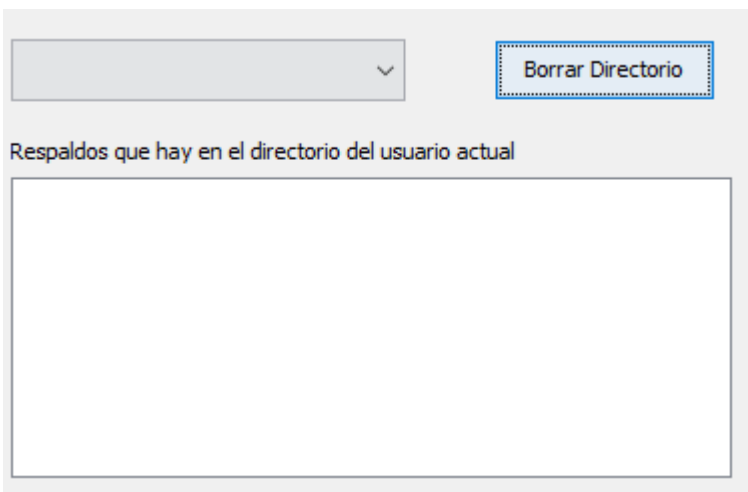 Borrar Directorio
Respaldos que hay en el directorio del usuario actual